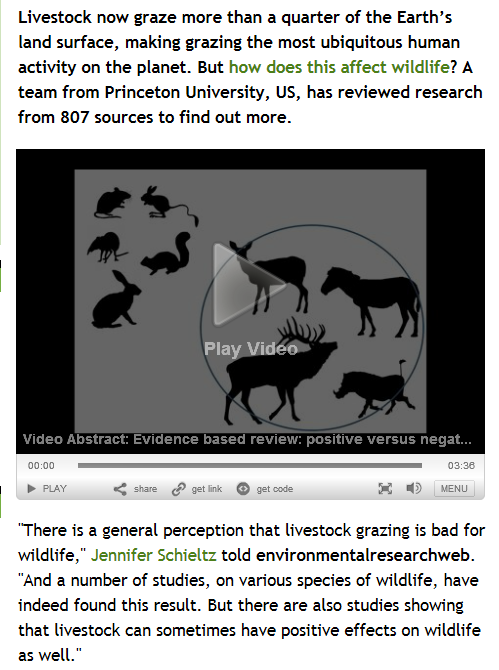 Livestock now graze more than a quarter of the Earth's
land surface, making grazing the most ubiquitous human
activity on the planet. But how does this affect wildlife? A
team from Princeton University, US, has reviewed research
from 807 sources to find out more.
Play Video
Video Abstract: Evidence based review: positive versus negat...
00:00 03:36
PLAY share get link get code MENU
"There is a general perception that livestock grazing is bad for
wildlife," Jennifer Schieltz told environmentalresearchweb.
"And a number of studies, on various species of wildlife, have
indeed found this result. But there are also studies showing
that livestock can sometimes have positive effects on wildlife
as well."